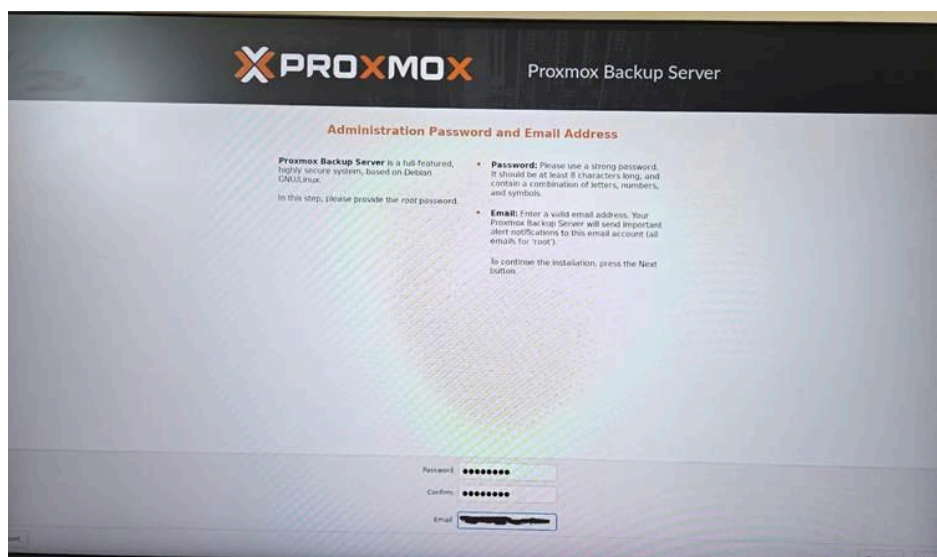 PROXMOX
Proxmox Backup Server
Administration Password and Email Address
Proxmox Backup Server is a full-featured,
highly secure system, based on Debian
GNU/Linux.
In this step, please provide the root password.
• Password: Please use a strong password.
It should be at least 8 characters long, and
contain a combination of letters, numbers,
and symbols.
• Email: Enter a valid email address. Your
Proxmox Backup Server will send important
alert notifications to this email account (all
emails for 'root').
To continue the installation, press the Next
button.
Password
Confirm
Email